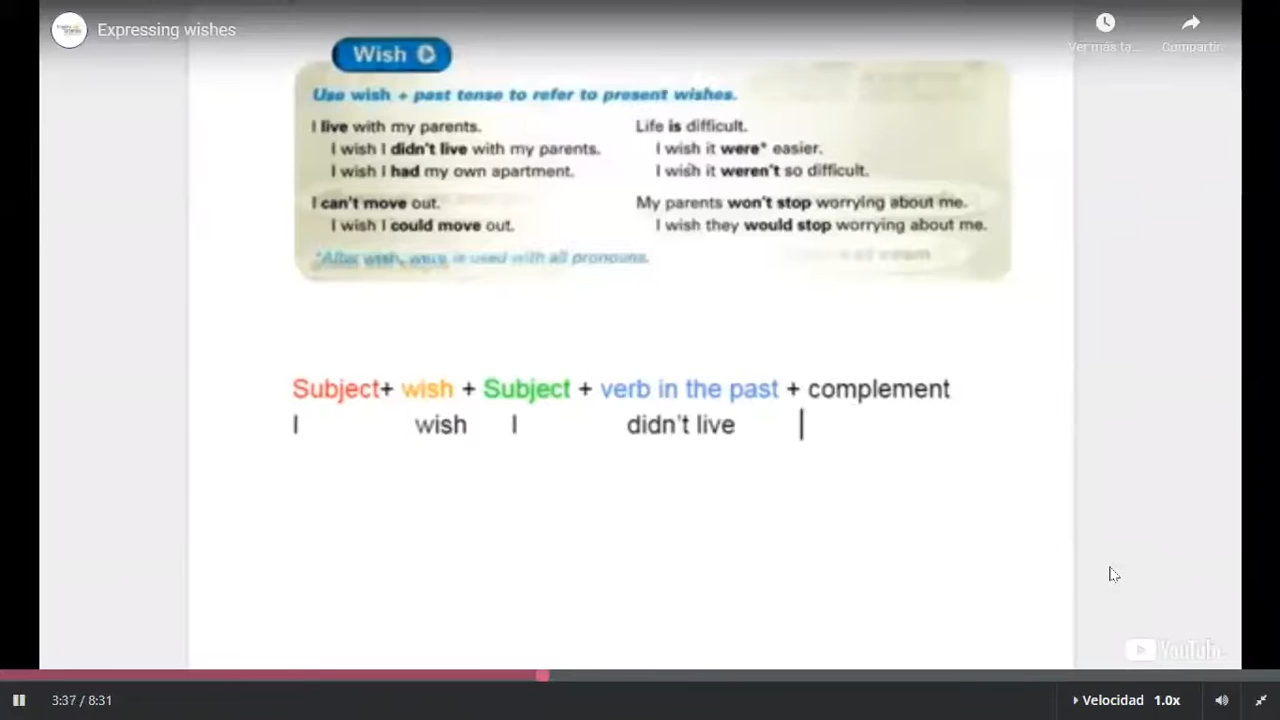 Expressing wishes
Ver más ta...
Compartir
Wish
Use wish + past tense to refer to present wishes.
I live with my parents.
I wish I didn't live with my parents.
I wish I had my own apartment.
I can't move out.
I wish I could move out.
Life is difficult.
I wish it were* easier.
I wish it weren't so difficult.
My parents won't stop worrying about me.
I wish they would stop worrying about me.
*After wish, were is used with all pronouns.
Subject+ wish + Subject + verb in the past + complement
I wish I didn't live
YouTube
3:37 / 8:31
Velocidad 1.0x